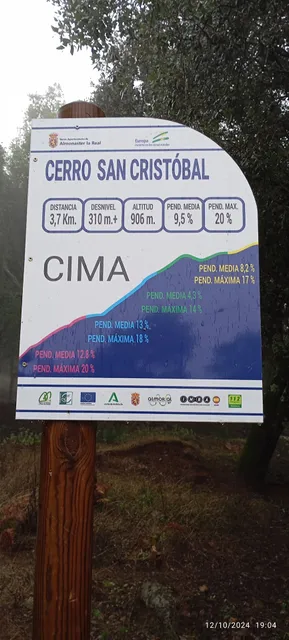 Almonaster la Real
Europa
CERRO SAN CRISTÓBAL
DISTANCIA
3,7 Km.
DESNIVEL
310 m.+
ALTITUD
906 m.
PEND. MEDIA
9,5 %
PEND. MAX.
20 %
CIMA
PEND. MEDIA 8,2 %
PEND. MÁXIMA 17 %
PEND. MEDIA 4,5 %
PEND. MÁXIMA 14 %
PEND. MEDIA 13 %
PEND. MÁXIMA 18 %
PEND. MEDIA 12,8 %
PEND. MÁXIMA 20 %
12/10/2024 19:04